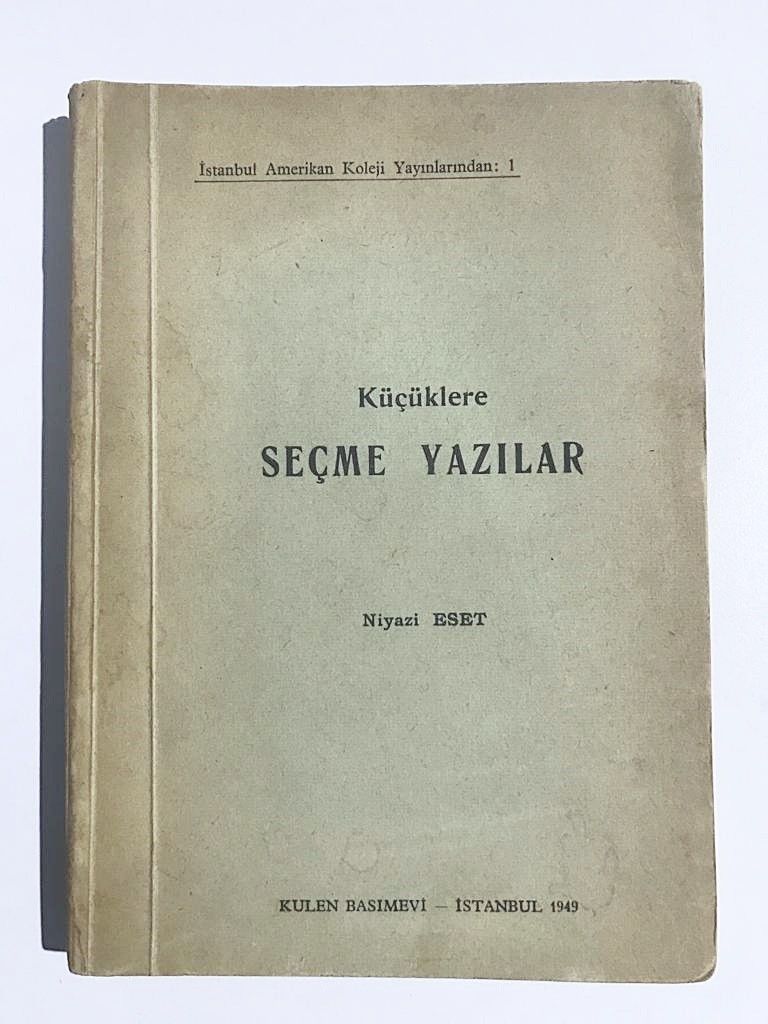 İstanbul Amerikan Koleji Yayınlarından: 1
Küçüklere
SEÇME YAZILAR
Niyazi ESET
KULEN BASIMEVİ — İSTANBUL 1949